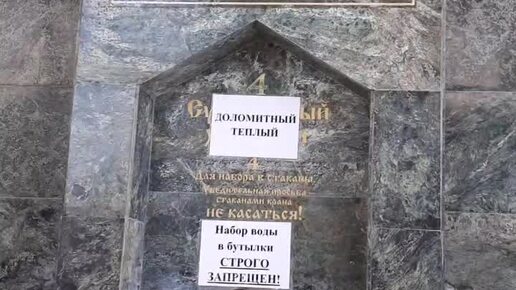 4
ДОЛОМИТНЫЙ
ТЕПЛЫЙ
4
Для набора в стаканы
убедительная просьба
стаканами крана
не касаться!
Набор воды
в бутылки
СТРОГО
ЗАПРЕЩЕН!